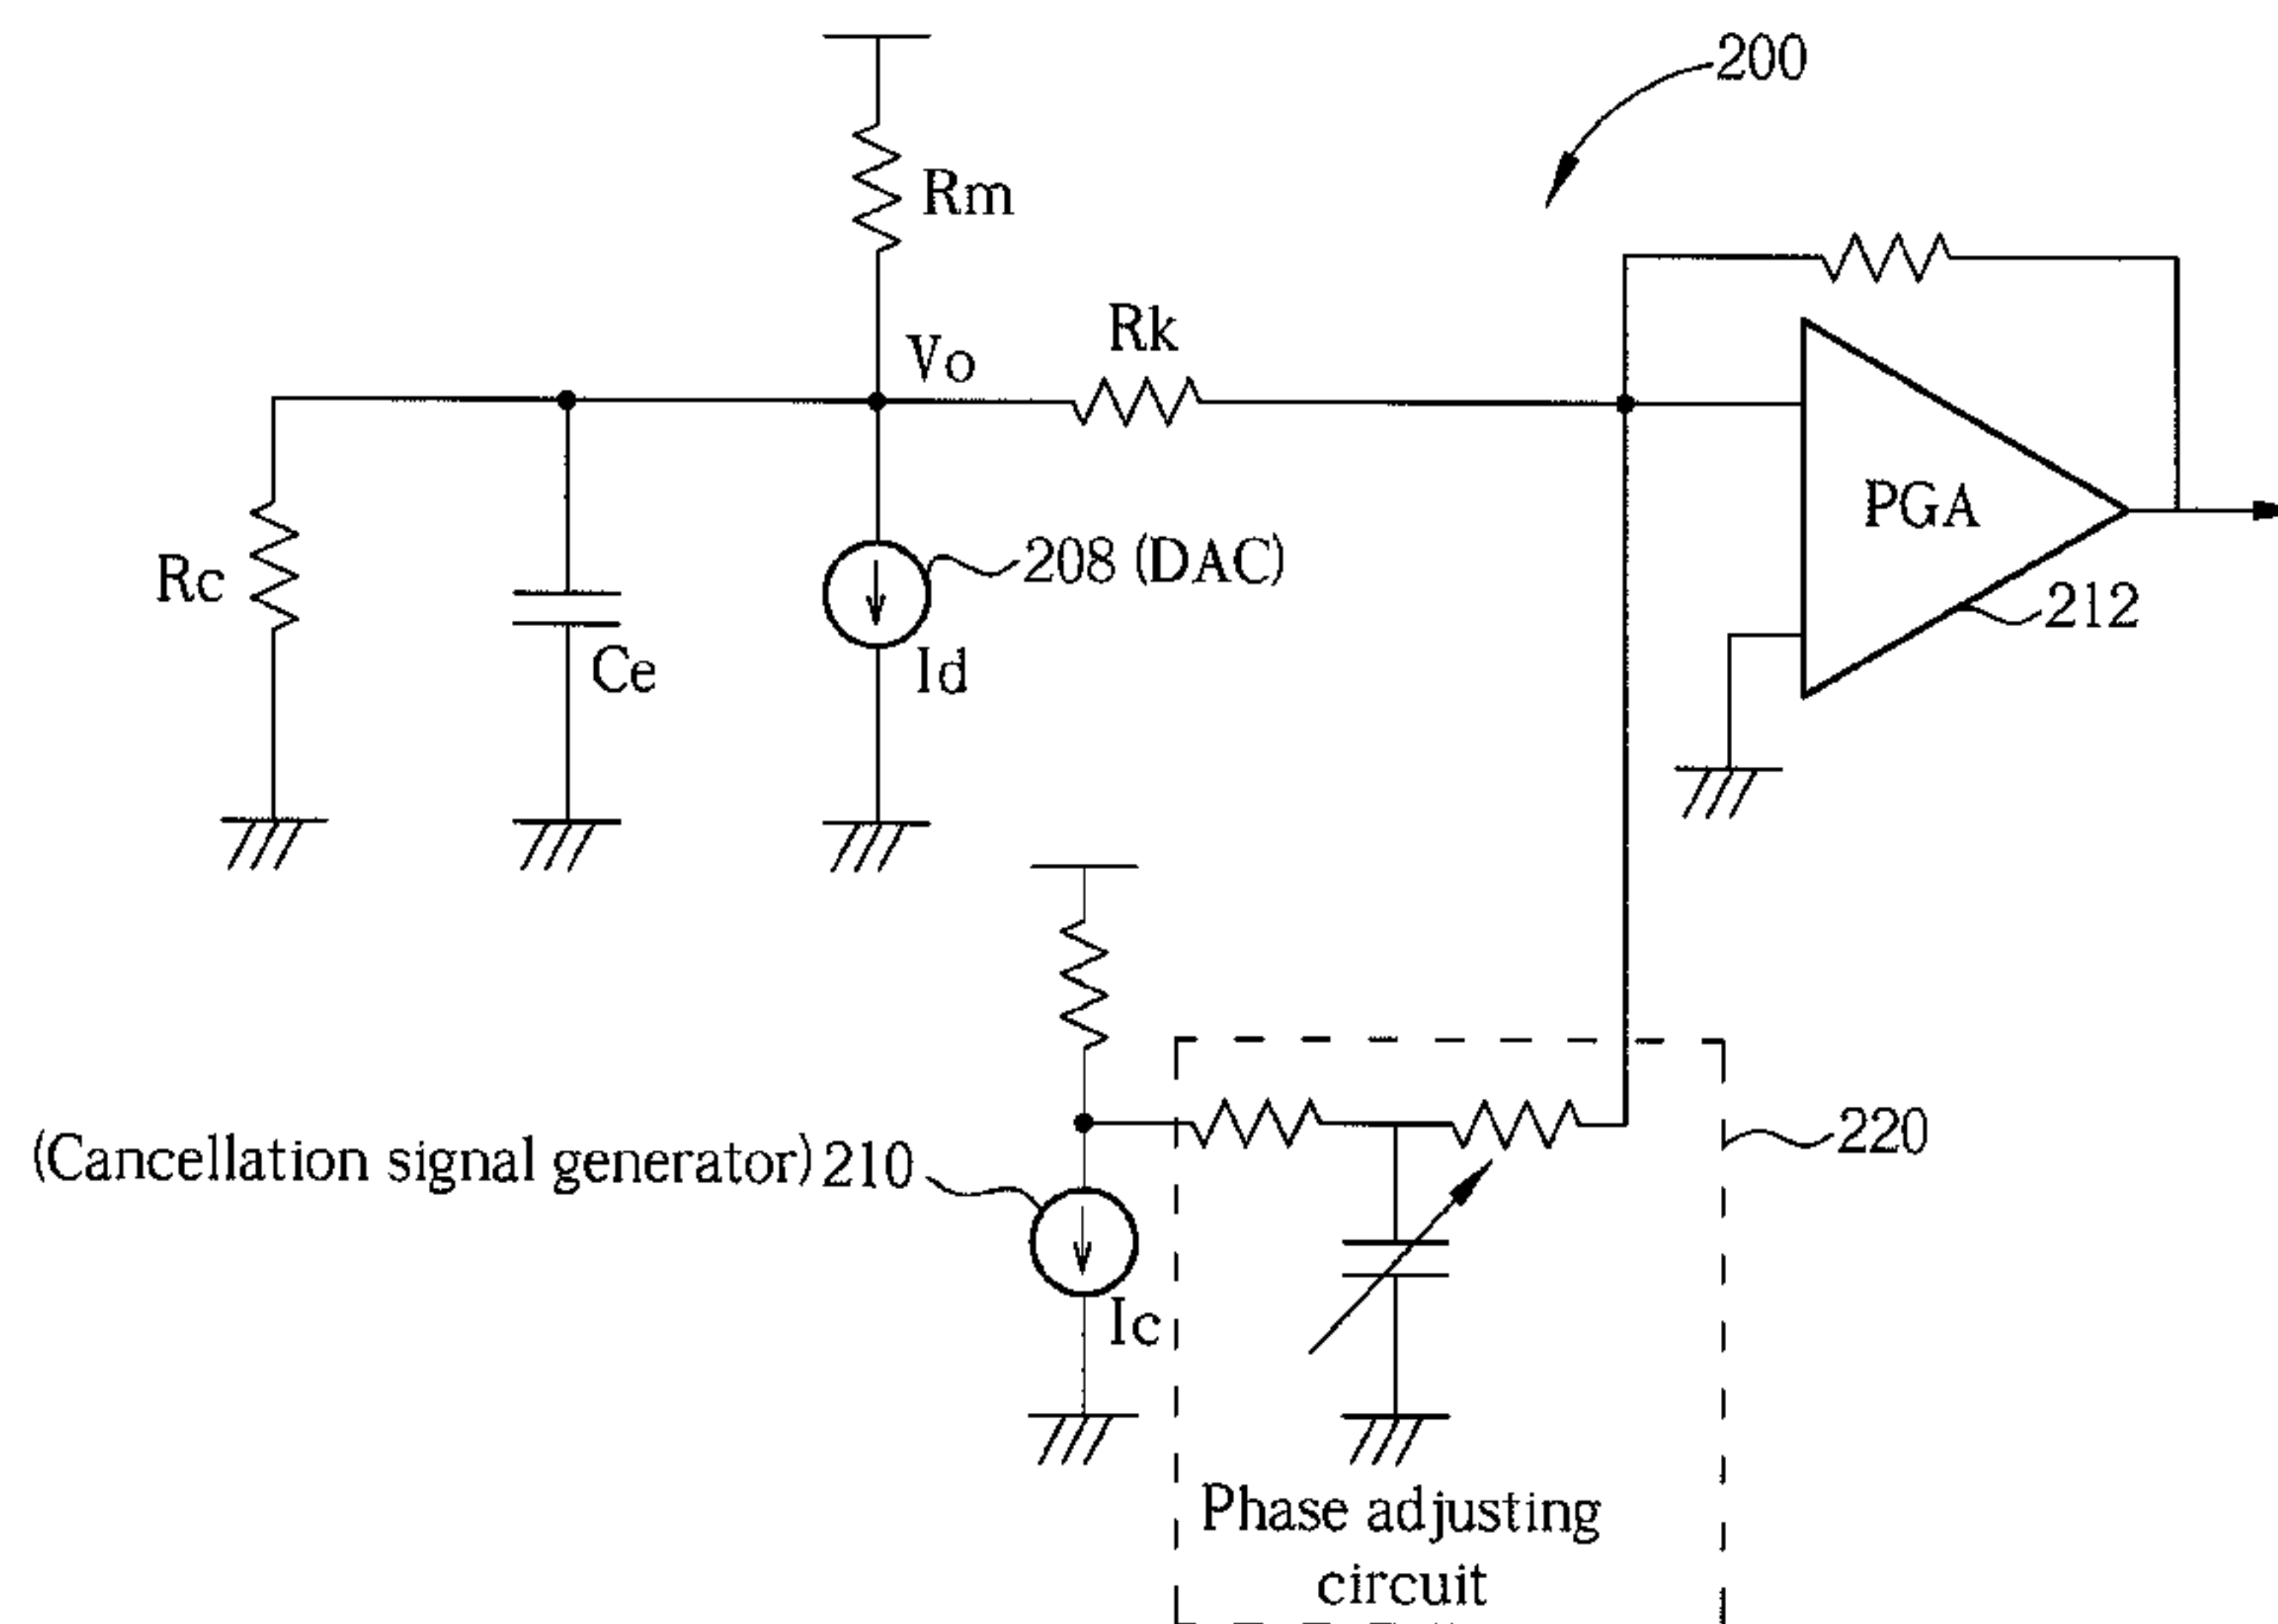 200
Rm
Rk
Vo
PGA
208 (DAC)
Rc
212
Ce
Id
220
(Cancellation signal generator) 210
Ic
Phase adjusting
circuit